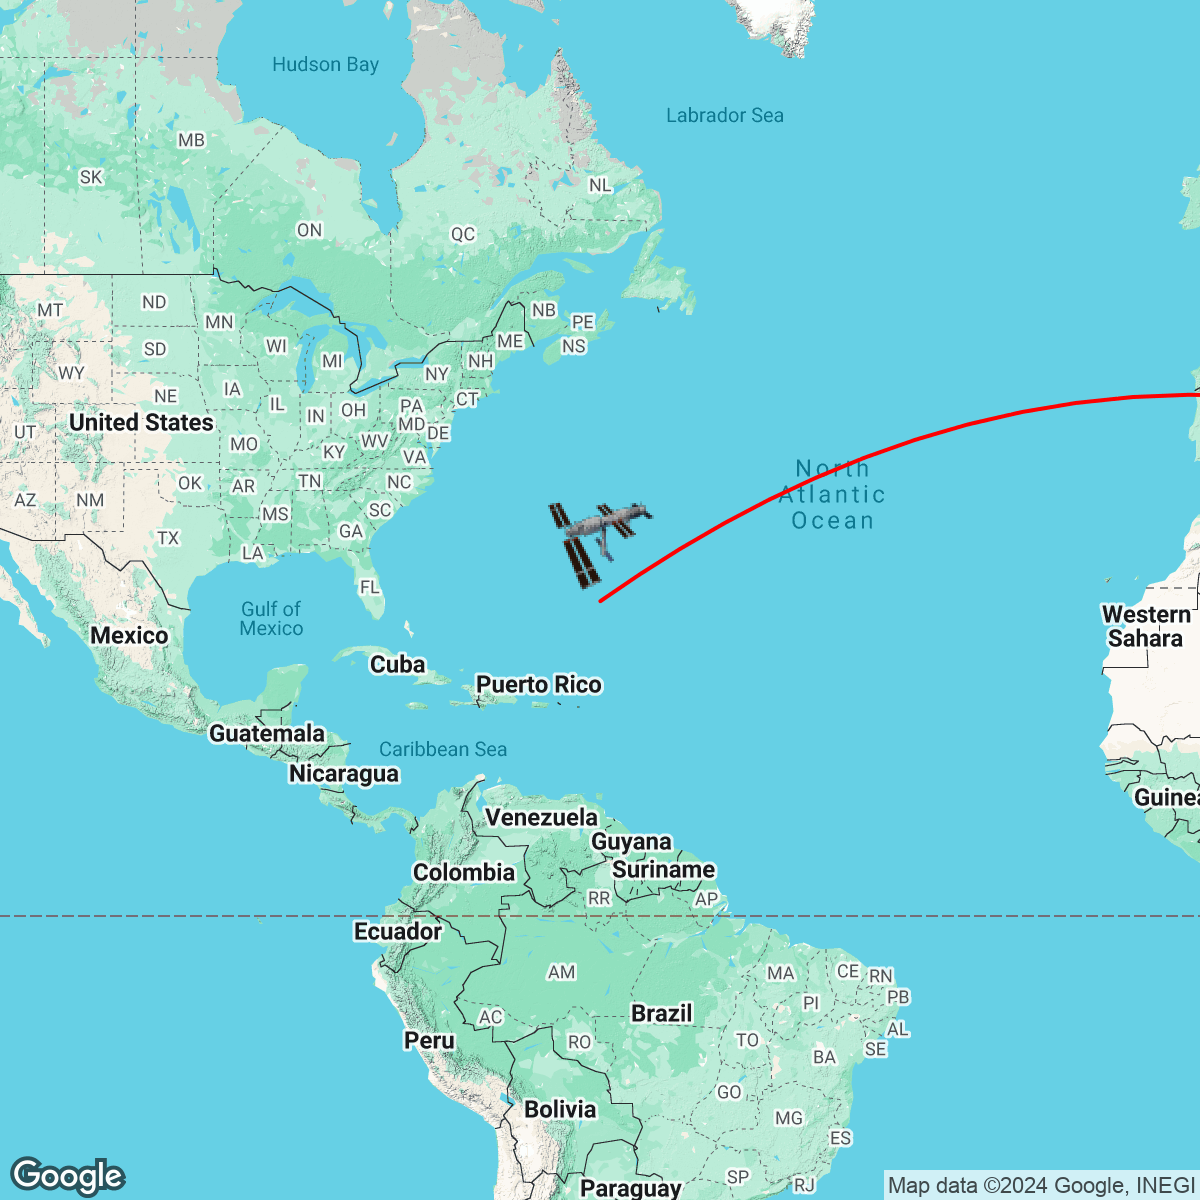 Hudson Bay
Labrador Sea
MB
SK
NL
ON
QC
MT
ND
MN
NB
PE
ME
NS
SD
WI
MI
NH
NY
WY
NE
IA
IL
IN
OH
PA
CT
MD
DE
United States
UT
MO
KY
WV
VA
North
Atlantic
Ocean
AZ
NM
OK
AR
TN
NC
MS
SC
GA
TX
LA
FL
Gulf of
Mexico
Western
Sahara
Mexico
Cuba
Puerto Rico
Guatemala
Caribbean Sea
Nicaragua
Venezuela
Guinea
Guyana
Colombia
Suriname
RR
AP
Ecuador
AM
MA
CE
RN
PI
PB
AC
Brazil
AL
Peru
RO
TO
SE
BA
GO
Bolivia
MG
ES
SP
RJ
Paraguay
Google
Map data ©2024 Google, INEGI